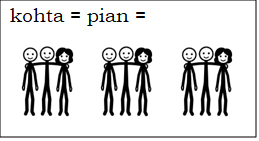 kohta = pian =